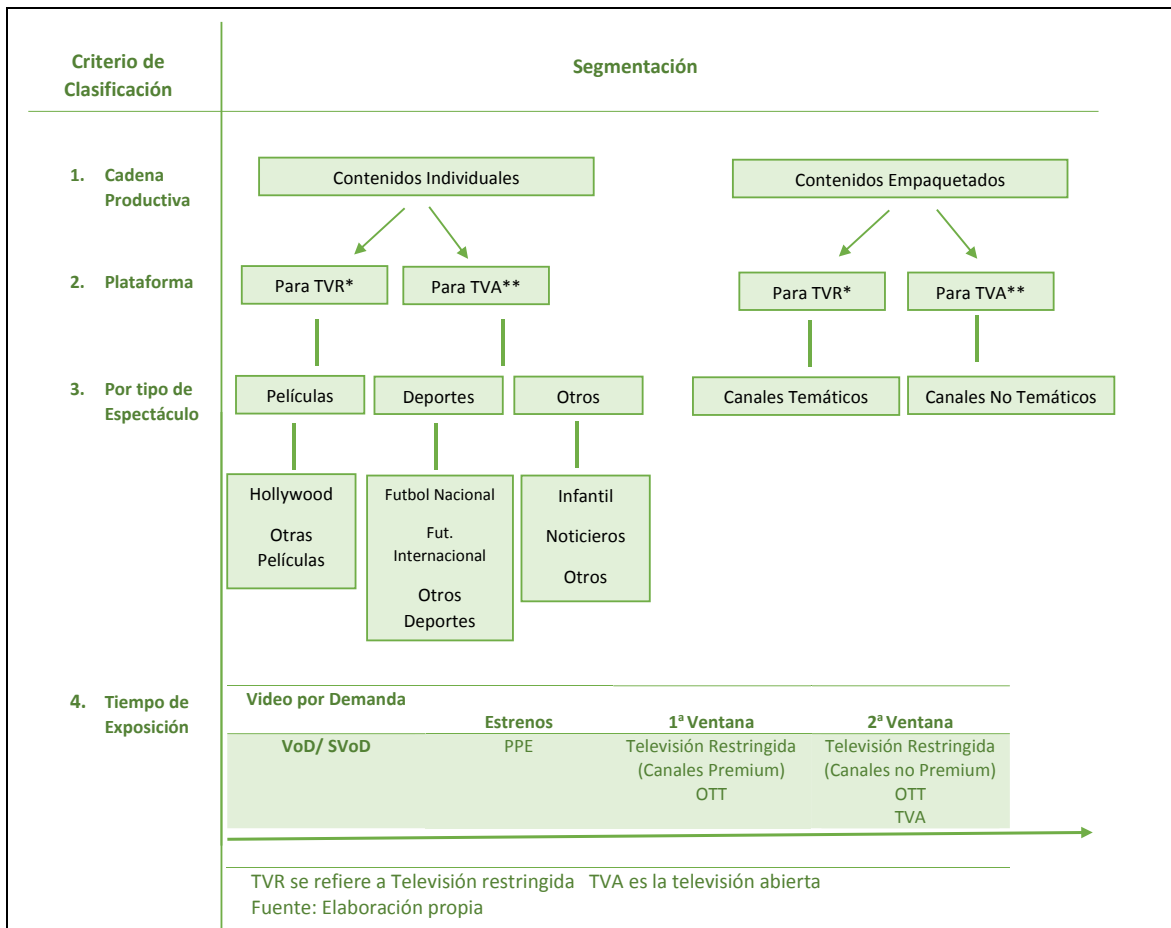 Criterio de
Clasificación
Segmentación
1. Cadena
Productiva
Contenidos Individuales
Contenidos Empaquetados
2. Plataforma
Para TVR*
Para TVA**
Para TVR*
Para TVA**
3. Por tipo de
Espectáculo
Películas
Deportes
Otros
Canales Temáticos
Canales No Temáticos
Hollywood
Otras
Películas
Futbol Nacional
Fut.
Internacional
Otros
Deportes
Infantil
Noticieros
Otros
4. Tiempo de
Exposición
Video por Demanda
Estrenos
1ª Ventana
2ª Ventana
VoD/ SVoD
PPE
Televisión Restringida
(Canales Premium)
OTT
Televisión Restringida
(Canales no Premium)
OTT
TVA
TVR se refiere a Televisión restringida TVA es la televisión abierta
Fuente: Elaboración propia